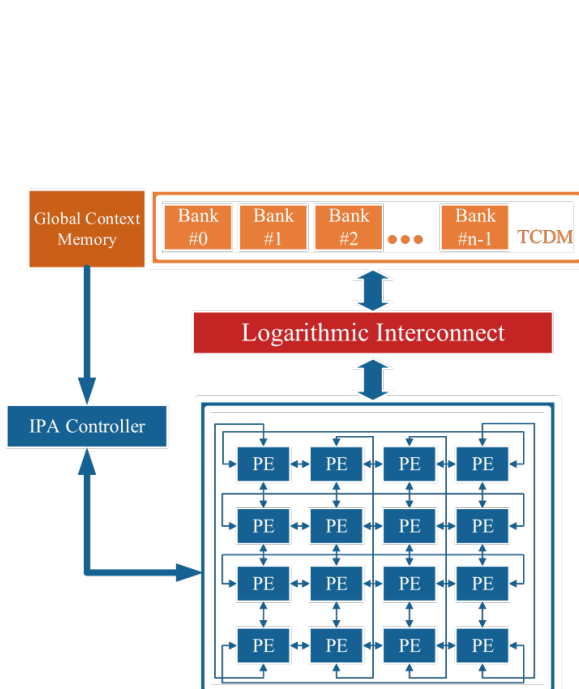 Global Context
Memory
Bank
#0
Bank
#1
Bank
#2
Bank
#n-1
TCDM
Logarithmic Interconnect
IPA Controller
PE PE PE PE
PE PE PE PE
PE PE PE PE
PE PE PE PE